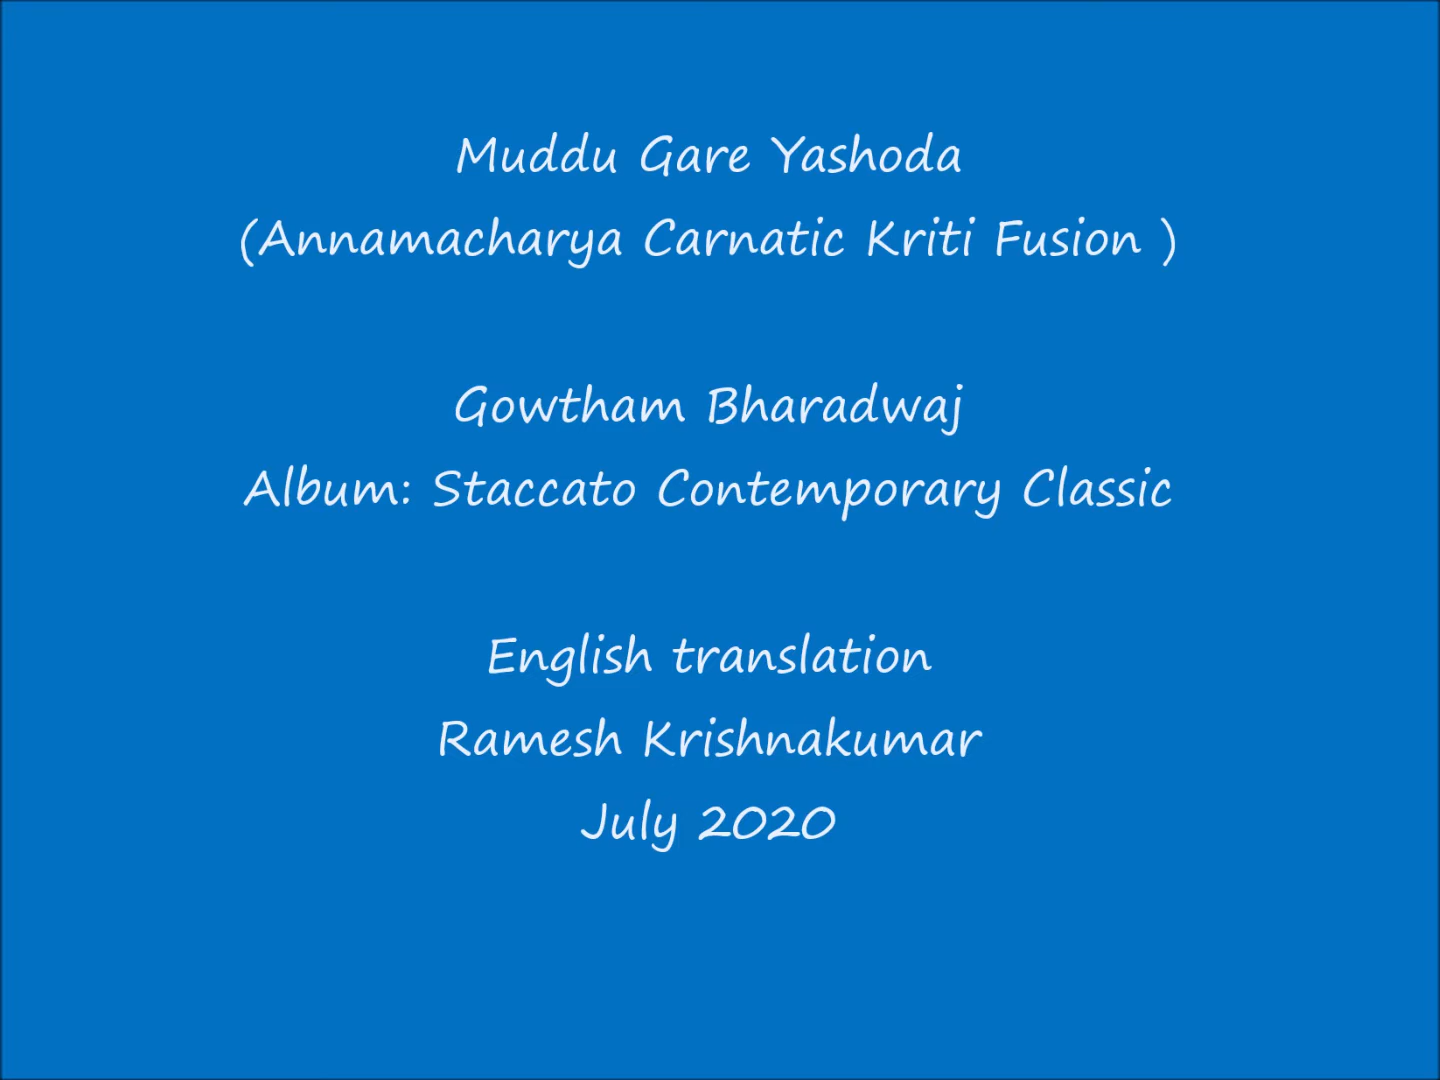 Muddu Gare Yashoda
(Annamacharya Carnatic Kriti Fusion )
Gowtham Bharadwaj
Album: Staccato Contemporary Classic
English translation
Ramesh Krishnakumar
July 2020